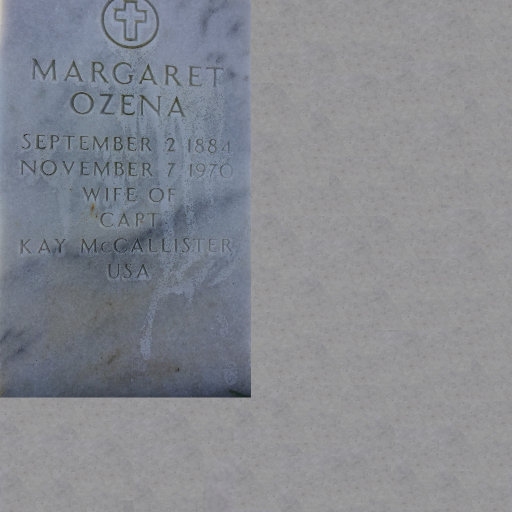 MARGARET
OZENA
SEPTEMBER 2 1884
NOVEMBER 7 1970
WIFE OF
CAPT
KAY McCALLISTER
USA